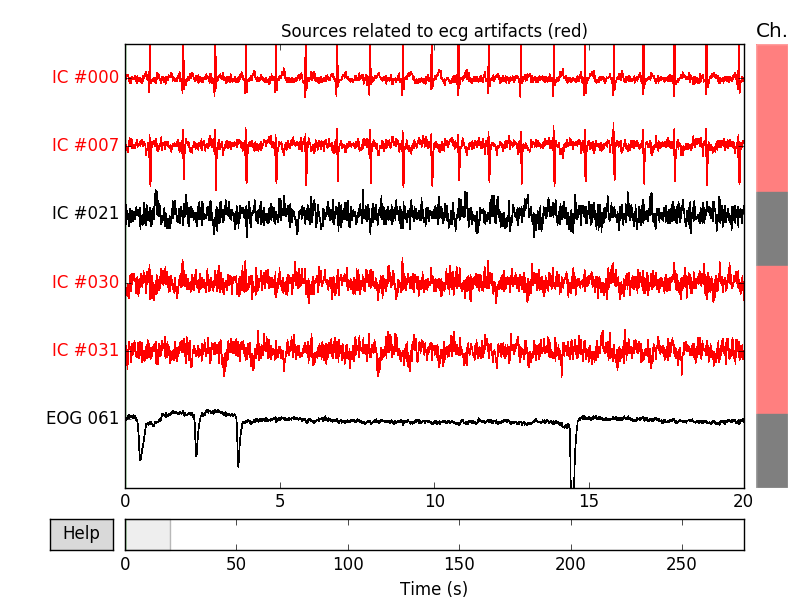 Sources related to ecg artifacts (red)
Ch.
IC #000
IC #007
IC #021
IC #030
IC #031
EOG 061
0 5 10 15 20
Help
0 50 100 150 200 250
Time (s)